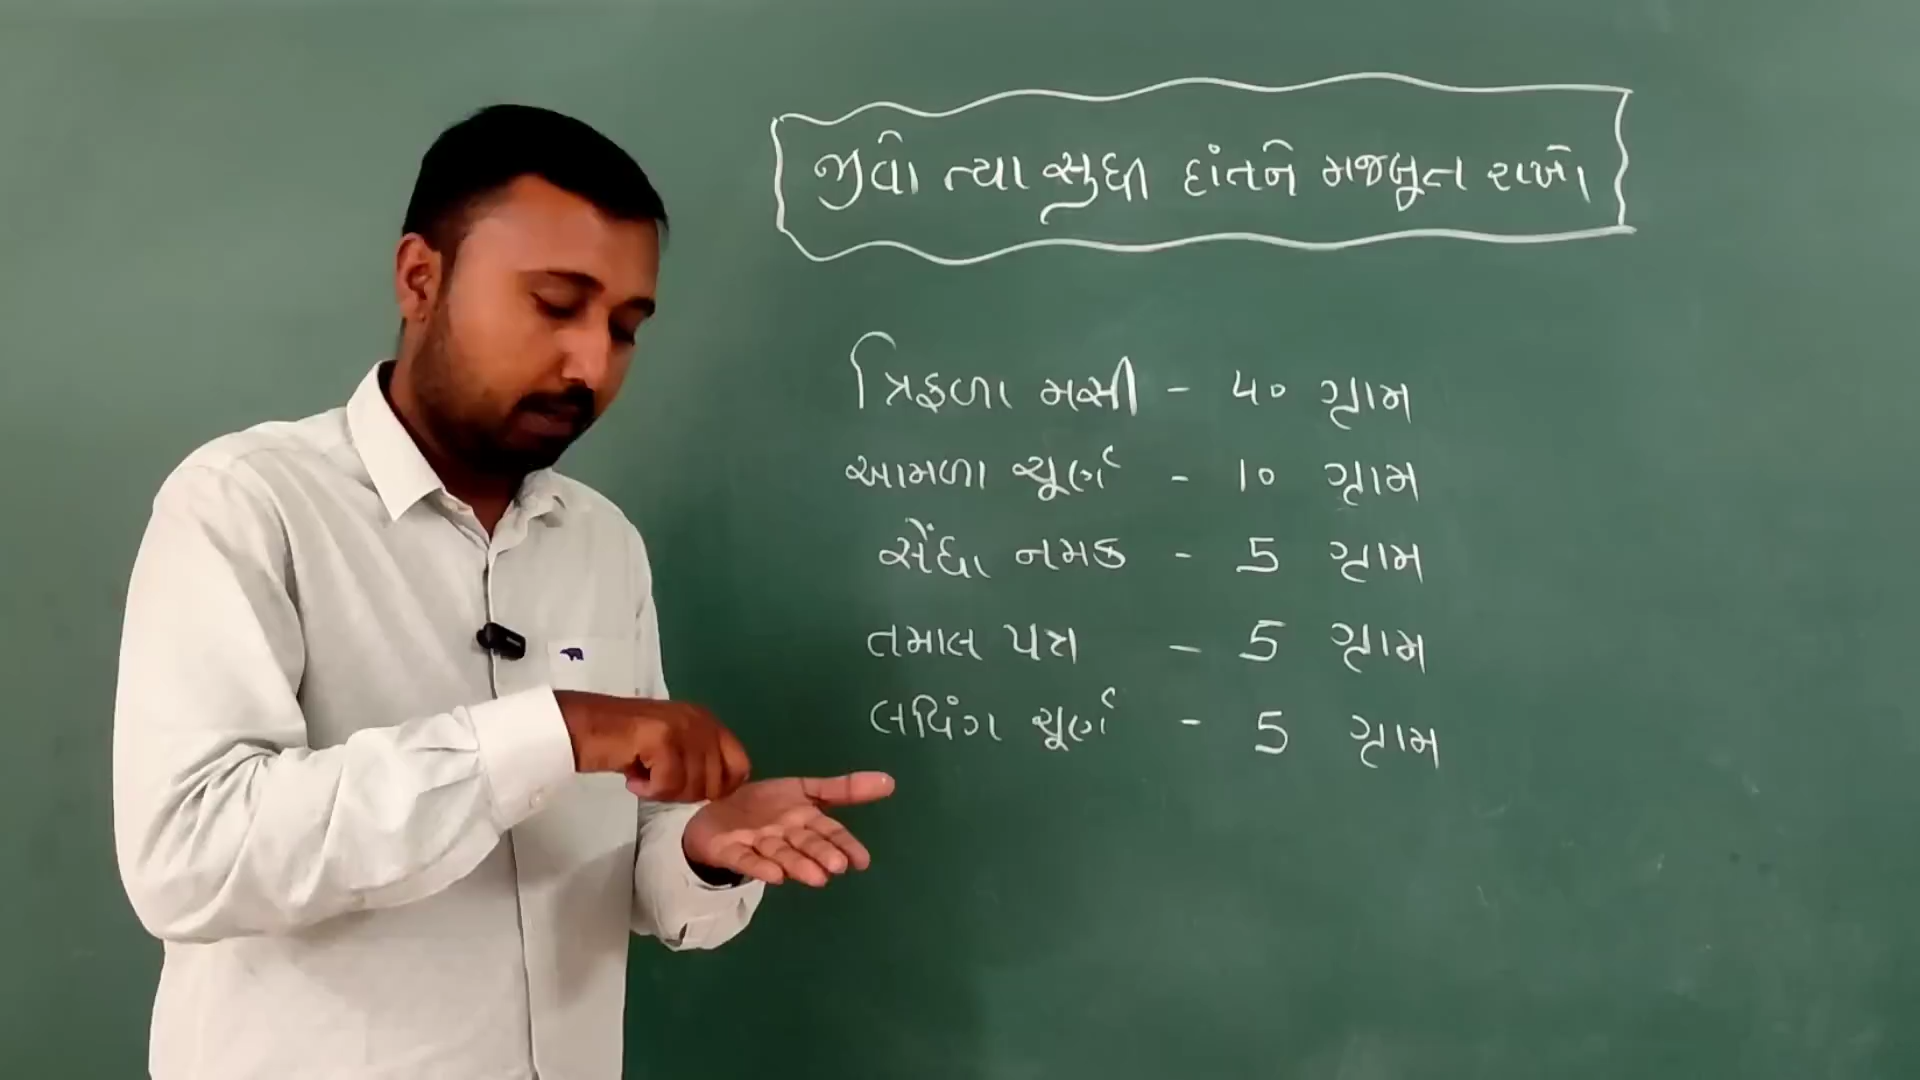 જીવો ત્યા સુધી દાંતને મજબૂત રાખો
ત્રિફળા મસી - ૫૦ ગ્રામ
આમળા ચૂર્ણ - ૧૦ ગ્રામ
સેંધા નમક - 5 ગ્રામ
તમાલ પત્ર - 5 ગ્રામ
લવિંગ ચૂર્ણ - 5 ગ્રામ